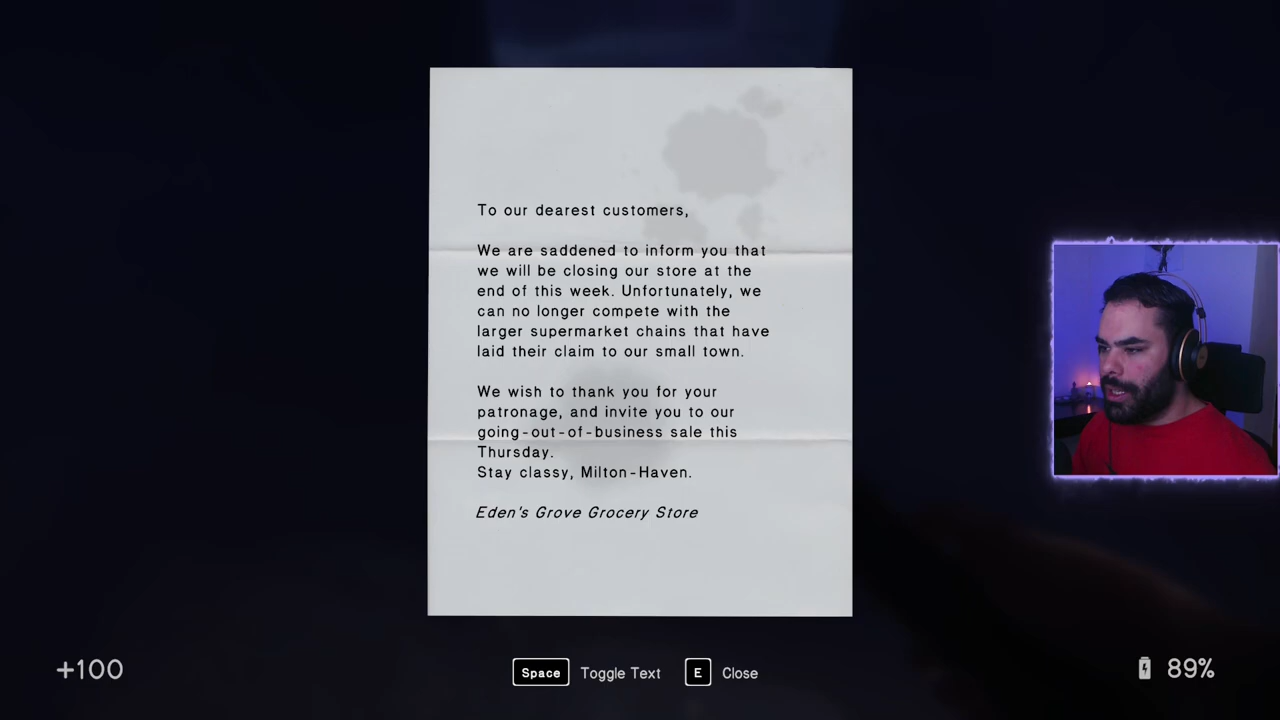 To our dearest customers,
We are saddened to inform you that
we will be closing our store at the
end of this week. Unfortunately, we
can no longer compete with the
larger supermarket chains that have
laid their claim to our small town.
We wish to thank you for your
patronage, and invite you to our
going-out-of-business sale this
Thursday.
Stay classy, Milton-Haven.
Eden's Grove Grocery Store
+100
Space Toggle Text E Close
89%